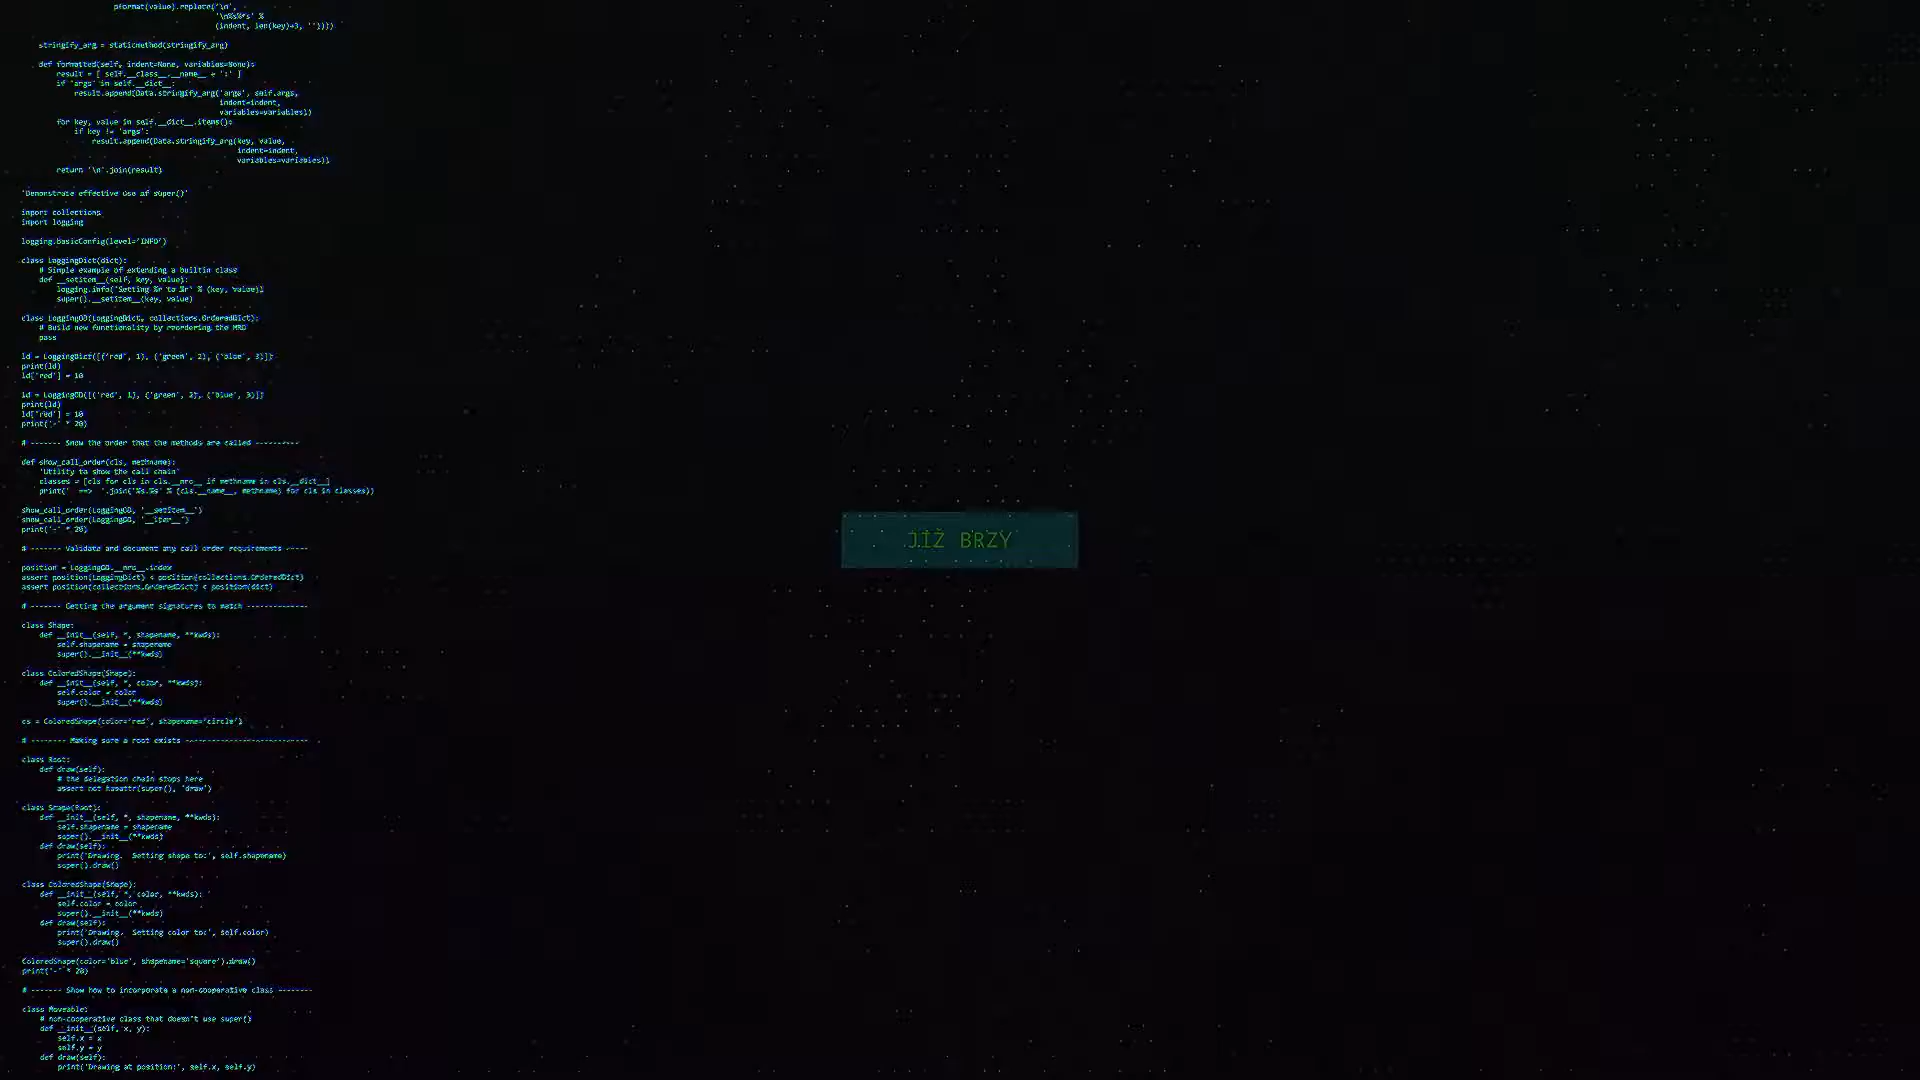 pformat(value).replace('\n',
'\n%s%*s' %
(indent, len(key)+3, ''))))
stringify_arg = staticmethod(stringify_arg)
def formatted(self, indent=None, variables=None):
result = [ self.__class__.__name__ + ':' ]
if 'args' in self.__dict__:
result.append(Data.stringify_arg('args', self.args,
indent=indent,
variables=variables))
for key, value in self.__dict__.items():
if key != 'args':
result.append(Data.stringify_arg(key, value,
indent=indent,
variables=variables))
return '\n'.join(result)
'Demonstrate effective use of super()'
import collections
import logging
logging.basicConfig(level='INFO')
class LoggingDict(dict):
# Simple example of extending a builtin class
def __setitem__(self, key, value):
logging.info('Setting %r to %r' % (key, value))
super().__setitem__(key, value)
class LoggingOD(LoggingDict, collections.OrderedDict):
# Build new functionality by reordering the MRO
pass
ld = LoggingDict([('red', 1), ('green', 2), ('blue', 3)])
print(ld)
ld['red'] = 10
ld = LoggingOD([('red', 1), ('green', 2), ('blue', 3)])
print(ld)
ld['red'] = 10
print('-' * 20)
# ------- Show the order that the methods are called ----------
def show_call_order(cls, methname):
'Utility to show the call chain'
classes = [cls for cls in cls.__mro__ if methname in cls.__dict__]
print('  ==>  '.join('%s.%s' % (cls.__name__, methname) for cls in classes))
show_call_order(LoggingOD, '__setitem__')
show_call_order(LoggingOD, '__iter__')
print('-' * 20)
# ------- Validate and document any call order requirements -----
position = LoggingOD.__mro__.index
assert position(LoggingDict) < position(collections.OrderedDict)
assert position(collections.OrderedDict) < position(dict)
# ------- Getting the argument signatures to match --------------
class Shape:
def __init__(self, *, shapename, **kwds):
self.shapename = shapename
super().__init__(**kwds)
class ColoredShape(Shape):
def __init__(self, *, color, **kwds):
self.color = color
super().__init__(**kwds)
cs = ColoredShape(color='red', shapename='circle')
# -------- Making sure a root exists ----------------------------
class Root:
def draw(self):
# the delegation chain stops here
assert not hasattr(super(), 'draw')
class Shape(Root):
def __init__(self, *, shapename, **kwds):
self.shapename = shapename
super().__init__(**kwds)
def draw(self):
print('Drawing.  Setting shape to:', self.shapename)
super().draw()
class ColoredShape(Shape):
def __init__(self, *, color, **kwds):
self.color = color
super().__init__(**kwds)
def draw(self):
print('Drawing.  Setting color to:', self.color)
super().draw()
ColoredShape(color='blue', shapename='square').draw()
print('-' * 20)
# ------- Show how to incorporate a non-cooperative class --------
class Moveable:
# non-cooperative class that doesn't use super()
def __init__(self, x, y):
self.x = x
self.y = y
def draw(self):
print('Drawing at position:', self.x, self.y)
JIŽ BRZY